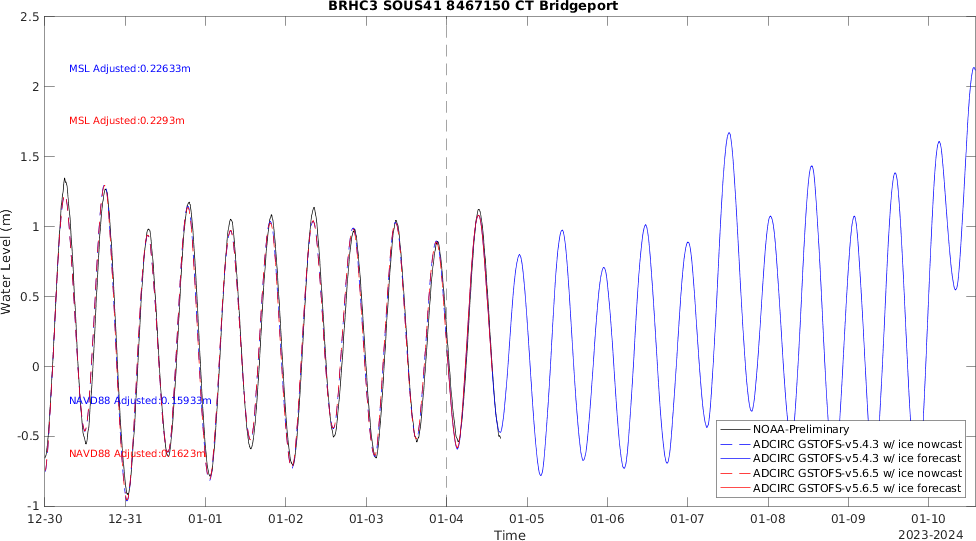 BRHC3 SOUS41 8467150 CT Bridgeport
2.5
MSL Adjusted:0.22633m
2
MSL Adjusted:0.2293m
1.5
1
Water Level (m)
0.5
0
NAVD88 Adjusted:0.15933m
-0.5
NAVD88 Adjusted:0.1623m
-1
NOAA-Preliminary
ADCIRC GSTOFS-v5.4.3 w/ ice nowcast
ADCIRC GSTOFS-v5.4.3 w/ ice forecast
ADCIRC GSTOFS-v5.6.5 w/ ice nowcast
ADCIRC GSTOFS-v5.6.5 w/ ice forecast
12-30 12-31 01-01 01-02 01-03 01-04 01-05 01-06 01-07 01-08 01-09 01-10
Time
2023-2024